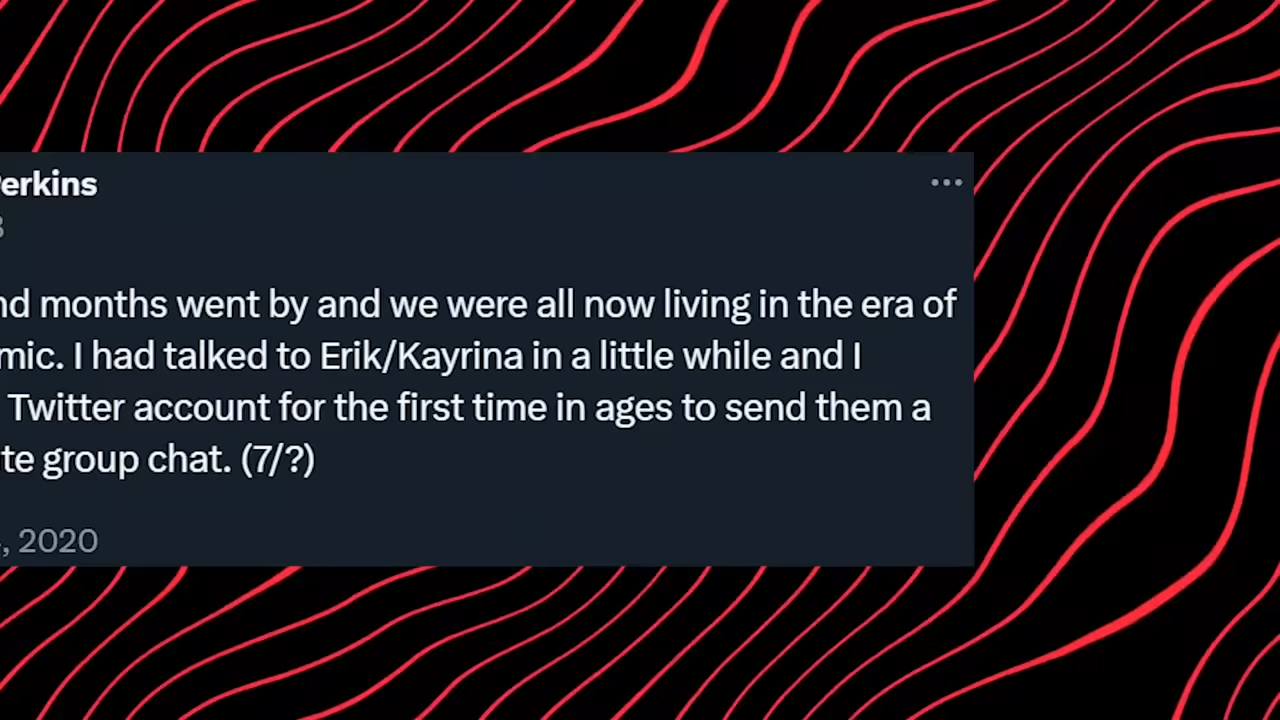 erkins
nd months went by and we were all now living in the era of
mic. I had talked to Erik/Kayrina in a little while and I
Twitter account for the first time in ages to send them a
te group chat. (7/?)
, 2020